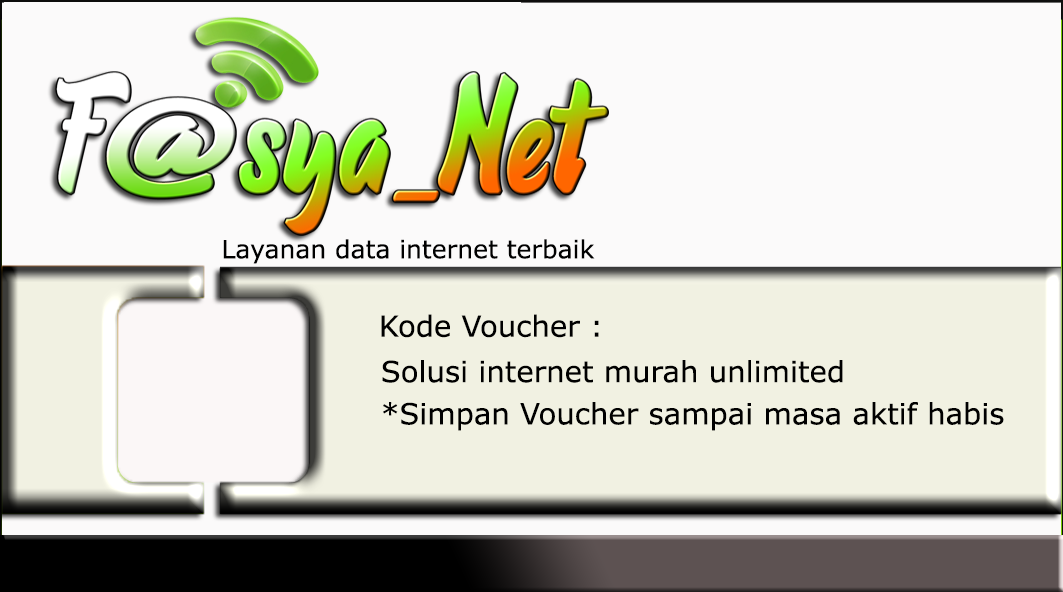 F@sya_Net
Layanan data internet terbaik
Kode Voucher :
Solusi internet murah unlimited
*Simpan Voucher sampai masa aktif habis